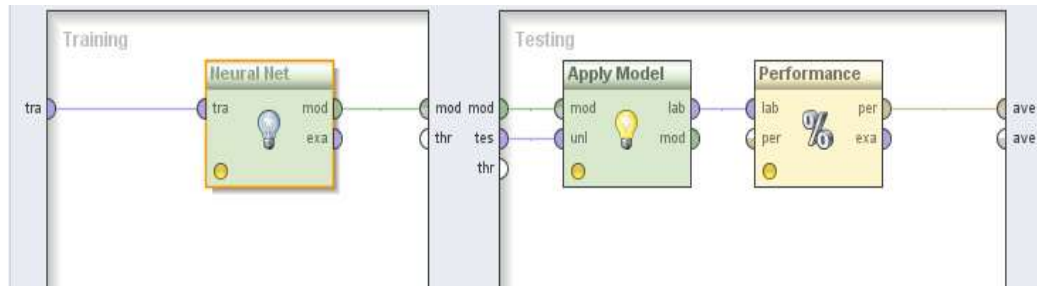 Training
Testing
Neural Net
Apply Model
Performance
tra
tra
mod
mod
mod
mod
lab
lab
per
ave
exa
thr
tes
unl
mod
per
exa
ave
thr
%